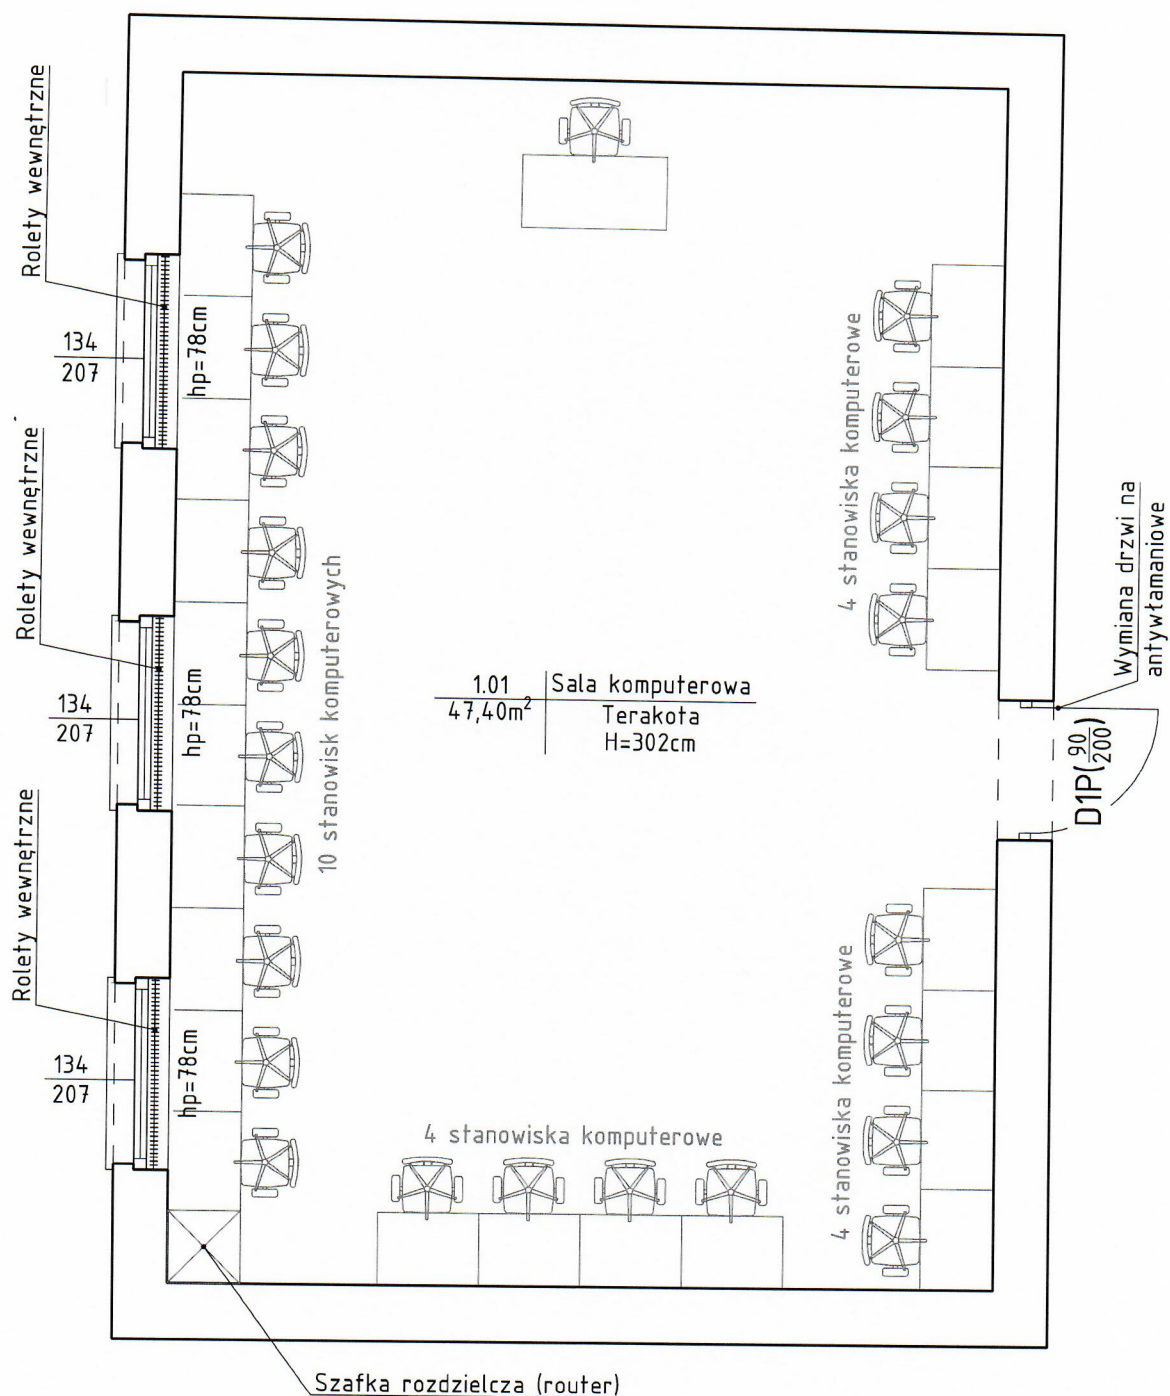 Rolety wewnętrzne
134
207
hp=78cm
Rolety wewnętrzne
134
207
hp=78cm
Rolety wewnętrzne
134
207
hp=78cm
10 stanowisk komputerowych
1.01
47,40m²
Sala komputerowa
Terakota
H=302cm
4 stanowiska komputerowe
Wymiana drzwi na
antywłamaniowe
D1P(90/200)
4 stanowiska komputerowe
4 stanowiska komputerowe
Szafka rozdzielcza (router)